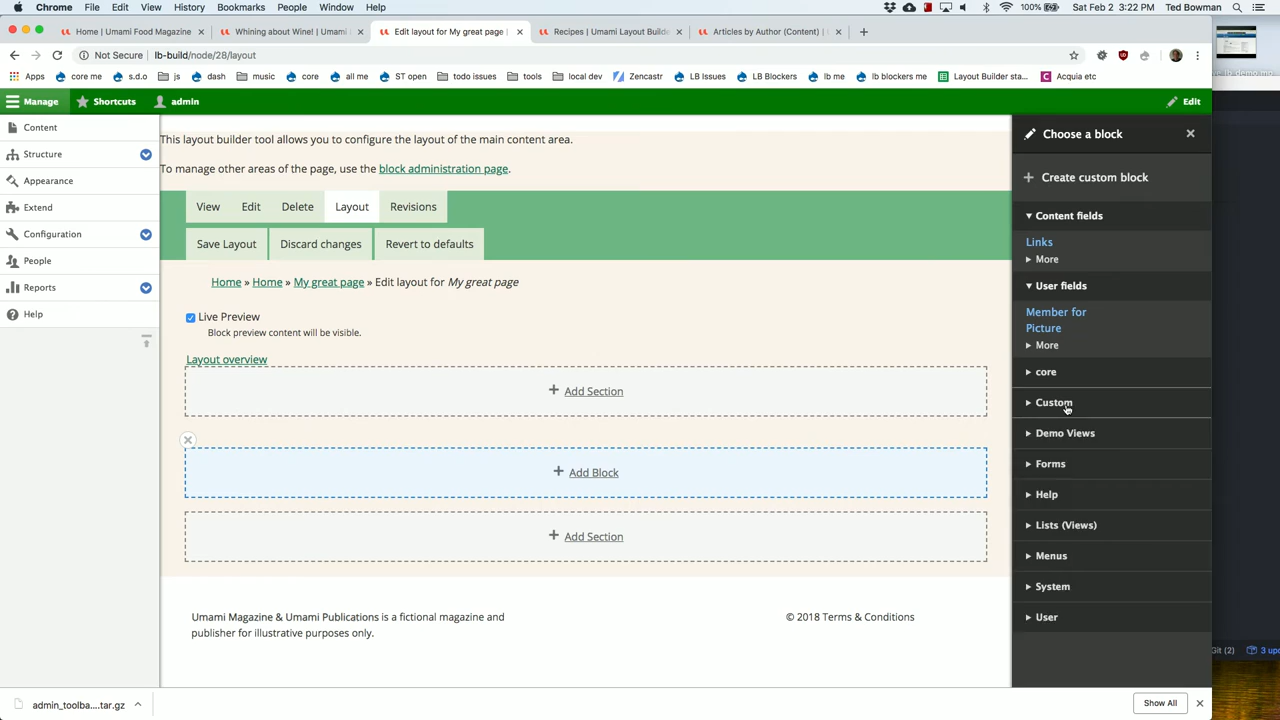 Chrome File Edit View History Bookmarks People Window Help 100% Sat Feb 2 3:22 PM Ted Bowman
Home | Umami Food Magazine
Whining about Wine! | Umami
Edit layout for My great page |
Recipes | Umami Layout Builde
Articles by Author (Content) |
Not Secure lb-build/node/28/layout
Apps core me s.d.o js dash music core all me ST open todo issues tools local dev Zencastr LB Issues LB Blockers lb me lb blockers me Layout Builder sta... Acquia etc
Manage Shortcuts admin Edit
Content
Structure
Appearance
Extend
Configuration
People
Reports
Help
This layout builder tool allows you to configure the layout of the main content area.
To manage other areas of the page, use the block administration page.
View Edit Delete Layout Revisions
Save Layout Discard changes Revert to defaults
Home » Home » My great page » Edit layout for My great page
Live Preview
Block preview content will be visible.
Layout overview
+ Add Section
+ Add Block
+ Add Section
Umami Magazine & Umami Publications is a fictional magazine and
publisher for illustrative purposes only.
© 2018 Terms & Conditions
Choose a block
+ Create custom block
Content fields
Links
More
User fields
Member for
Picture
More
core
Custom
Demo Views
Forms
Help
Lists (Views)
Menus
System
User
Git (2) 3 up
admin_toolba....tar.gz
Show All